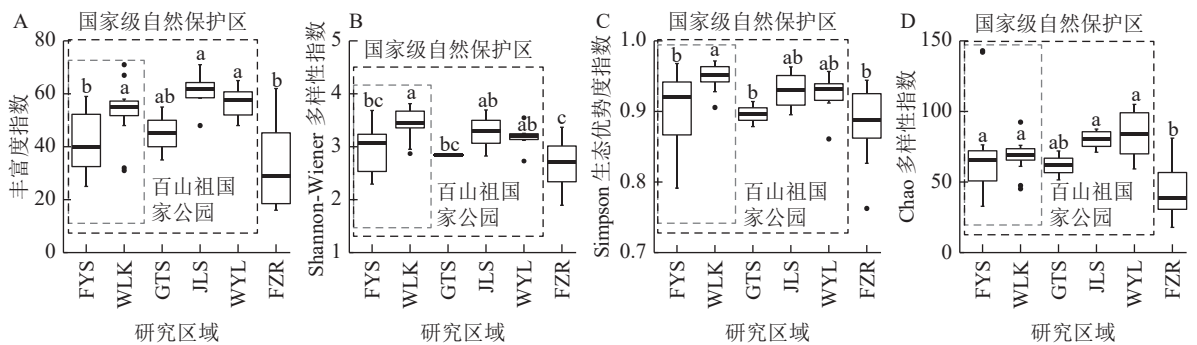 A
国家级自然保护区
丰富度指数
80
60
40
20
0
b
a
ab
a
a
b
百山祖国
家公园
FYS
WLK
GTS
JLS
WYL
FZR
研究区域
B
国家级自然保护区
Shannon-Wiener 多样性指数
5
4
3
2
1
bc
a
bc
ab
ab
c
百山祖国
家公园
FYS
WLK
GTS
JLS
WYL
FZR
研究区域
C
国家级自然保护区
Simpson 生态优势度指数
1.0
0.9
0.8
0.7
b
a
b
ab
ab
b
百山祖国
家公园
FYS
WLK
GTS
JLS
WYL
FZR
研究区域
D
国家级自然保护区
Chao 多样性指数
150
100
50
0
a
a
ab
a
a
b
百山祖国
家公园
FYS
WLK
GTS
JLS
WYL
FZR
研究区域